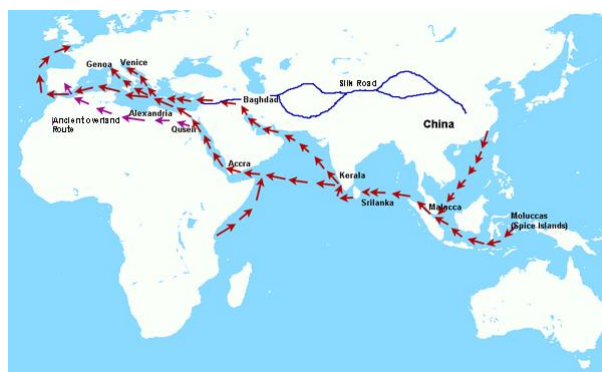 Genoa
Venice
Silk Road
Baghdad
China
Alexandria
(Ancient overland
Route
Qusen
Accra
Kerala
Srilanka
Malacca
Moluccas
(Spice Islands)